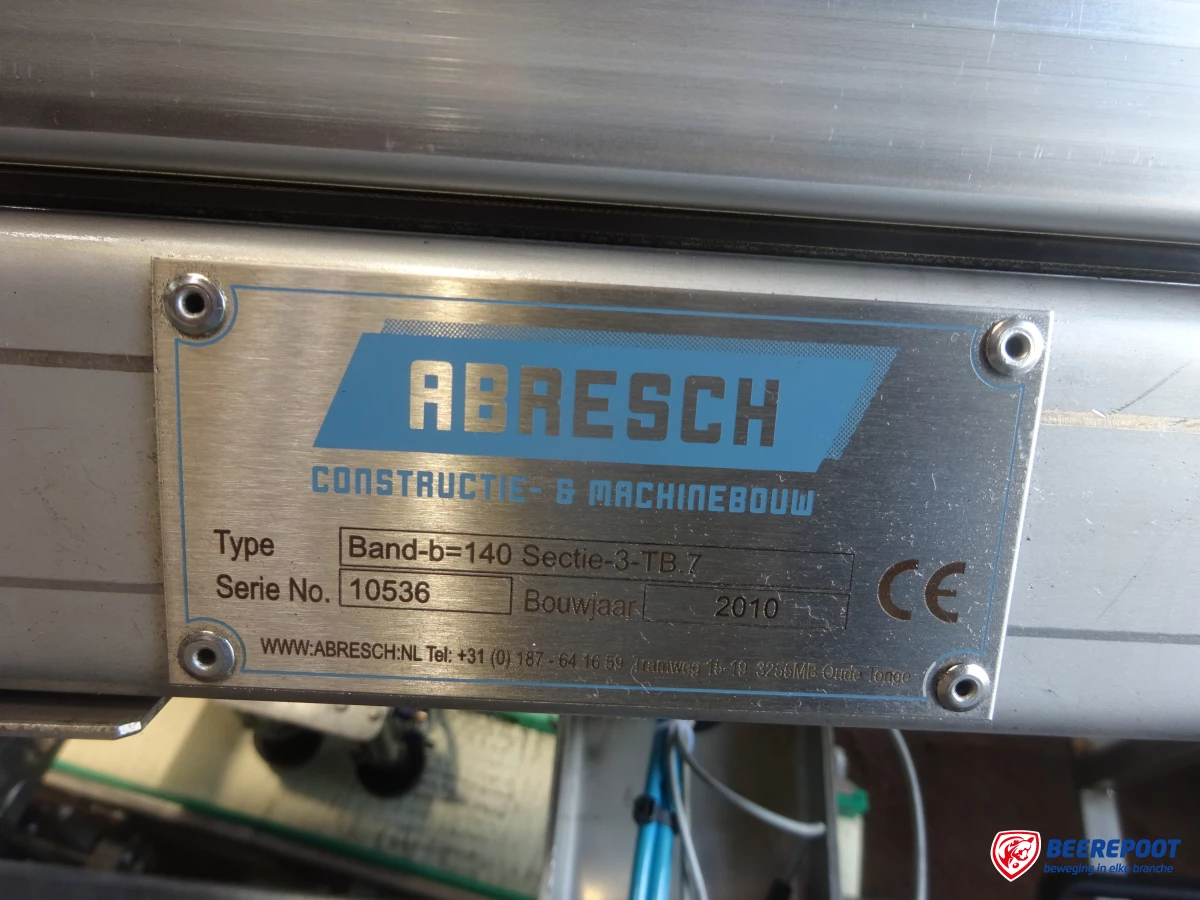 ABRESCH
CONSTRUCTIE- & MACHINEBOUW
Type Band-b=140 Sectie-3-TB.7
Serie No. 10536 Bouwjaar 2010
CE
WWW.ABRESCH.NL Tel: +31 (0) 187 - 64 16 59 Tramweg 15-19 3255MB Oude Tonge
BEEREPOOT
beweging in elke branche